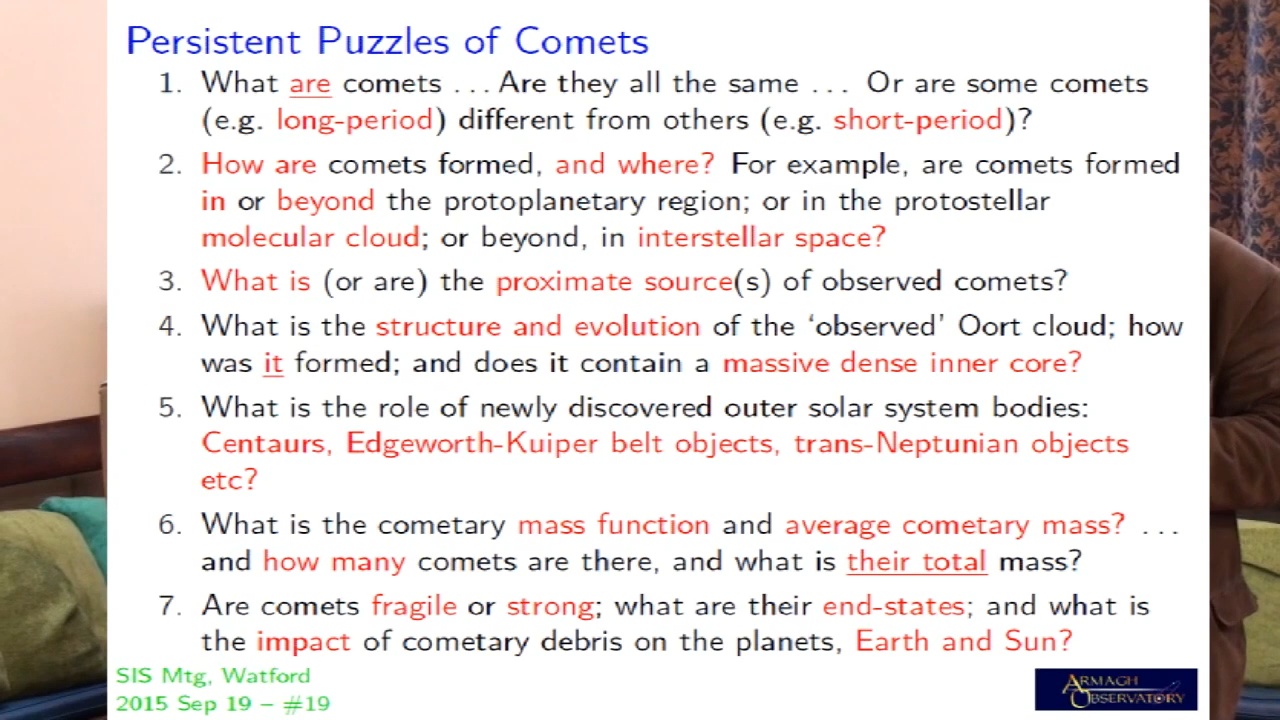 Persistent Puzzles of Comets
1. What are comets ... Are they all the same ... Or are some comets
(e.g. long-period) different from others (e.g. short-period)?
2. How are comets formed, and where? For example, are comets formed
in or beyond the protoplanetary region; or in the protostellar
molecular cloud; or beyond, in interstellar space?
3. What is (or are) the proximate source(s) of observed comets?
4. What is the structure and evolution of the ‘observed’ Oort cloud; how
was it formed; and does it contain a massive dense inner core?
5. What is the role of newly discovered outer solar system bodies:
Centaurs, Edgeworth-Kuiper belt objects, trans-Neptunian objects
etc?
6. What is the cometary mass function and average cometary mass? ...
and how many comets are there, and what is their total mass?
7. Are comets fragile or strong; what are their end-states; and what is
the impact of cometary debris on the planets, Earth and Sun?
SIS Mtg, Watford
2015 Sep 19 – #19
ARMAGH
OBSERVATORY